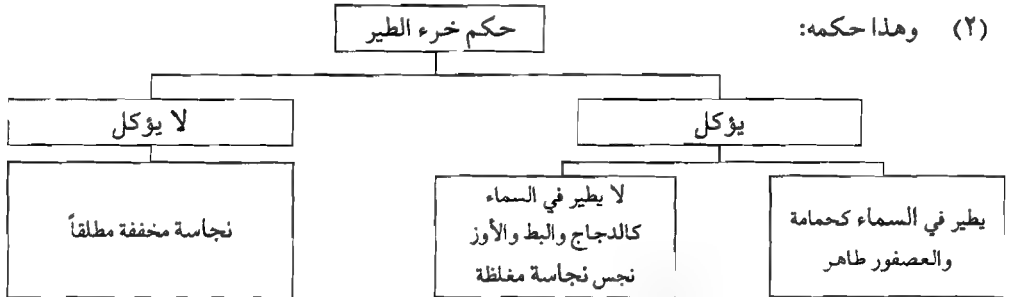 (٢) وهذا حكمه:
حكم خرء الطير
يؤكل
لا يؤكل
يطير في السماء كحمامة
والعصفور طاهر
لا يطير في السماء
كالدجاج والبط والأوز
نجس نجاسة مغلظة
نجاسة مخففة مطلقاً